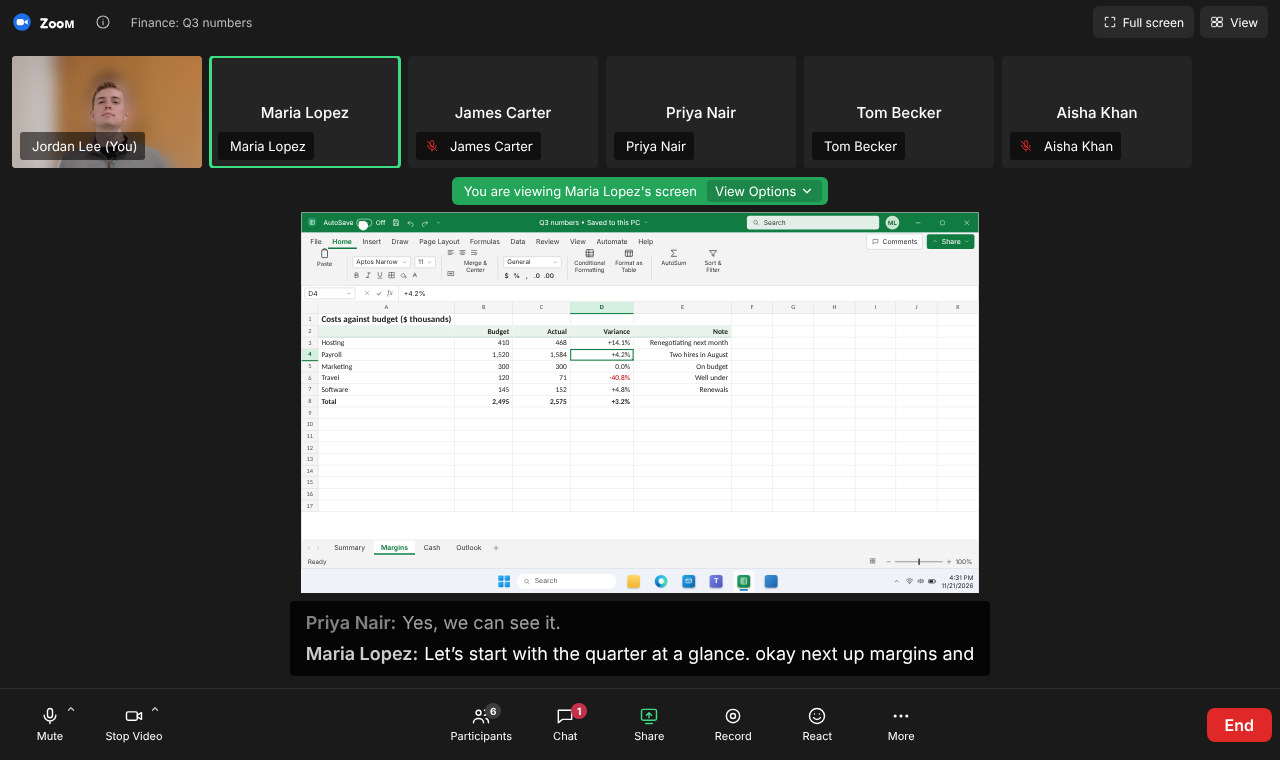 zoom
Finance: Q3 numbers
Full screen
View
Maria Lopez
James Carter
Priya Nair
Tom Becker
Aisha Khan
Jordan Lee (You)
Maria Lopez
James Carter
Priya Nair
Tom Becker
Aisha Khan
You are viewing Maria Lopez's screen View Options
AutoSave Off Q3 numbers • Saved to this PC Search ML
File Home Insert Draw Page Layout Formulas Data Review View Automate Help Comments Share
Paste
Aptos Narrow 11
B I U A
Merge & Center
General
$ % , .0 .00
Conditional Formatting
Format as Table
AutoSum
Sort & Filter
D4 fx +4.2%
A B C D E F G H I J K
1 Costs against budget ($ thousands)
2 Budget Actual Variance Note
3 Hosting 410 468 +14.1% Renegotiating next month
4 Payroll 1,520 1,584 +4.2% Two hires in August
5 Marketing 300 300 0.0% On budget
6 Travel 120 71 -40.8% Well under
7 Software 145 152 +4.8% Renewals
8 Total 2,495 2,575 +3.2%
9
10
11
12
13
14
15
16
17
Summary Margins Cash Outlook
Ready 100%
Search T 4:31 PM
11/21/2026
Priya Nair: Yes, we can see it.
Maria Lopez: Let's start with the quarter at a glance. okay next up margins and
6
1
Mute Stop Video Participants Chat Share Record React More End